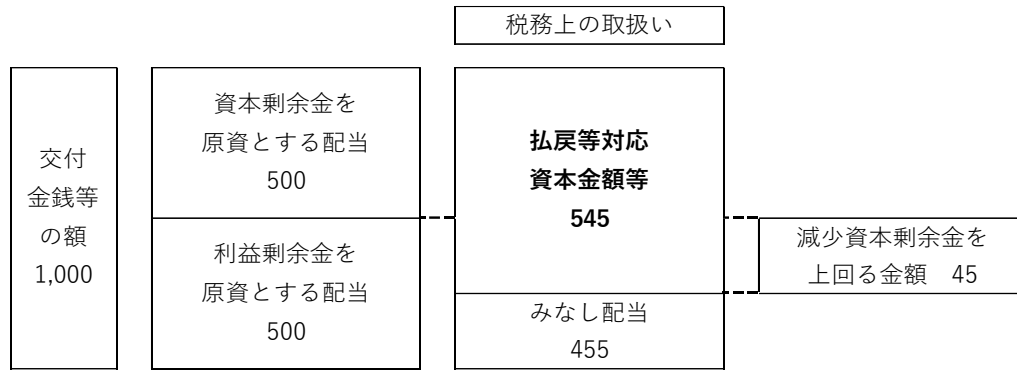 税務上の取扱い
交付
金銭等
の額
1,000
資本剰余金を
原資とする配当
500
利益剰余金を
原資とする配当
500
払戻等対応
資本金額等
545
みなし配当
455
減少資本剰余金を
上回る金額　45